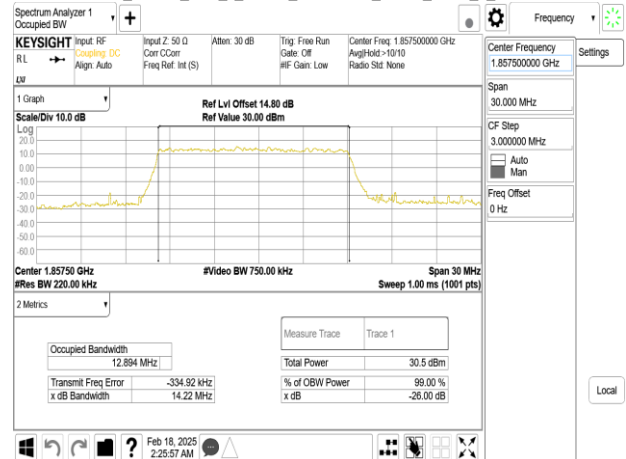 Spectrum Analyzer 1
Occupied BW
Frequency
KEYSIGHT
RL
Input: RF
Coupling: DC
Align: Auto
Input Z: 50 Ω
Corr CCorr
Freq Ref: Int (S)
Atten: 30 dB
Trig: Free Run
Gate: Off
#IF Gain: Low
Center Freq: 1.857500000 GHz
Avg|Hold:>10/10
Radio Std: None
LXI
1 Graph
Scale/Div 10.0 dB
Ref Lvl Offset 14.80 dB
Ref Value 30.00 dBm
Log
20.0
10.0
0.00
-10.0
-20.0
-30.0
-40.0
-50.0
-60.0
Center 1.85750 GHz
#Res BW 220.00 kHz
#Video BW 750.00 kHz
Span 30 MHz
Sweep 1.00 ms (1001 pts)
2 Metrics
Measure Trace Trace 1
Occupied Bandwidth
12.894 MHz
Total Power 30.5 dBm
Transmit Freq Error -334.92 kHz
% of OBW Power 99.00 %
x dB Bandwidth 14.22 MHz
x dB -26.00 dB
Feb 18, 2025
2:25:57 AM
Center Frequency
1.857500000 GHz
Settings
Span
30.000 MHz
CF Step
3.000000 MHz
Auto
Man
Freq Offset
0 Hz
Local